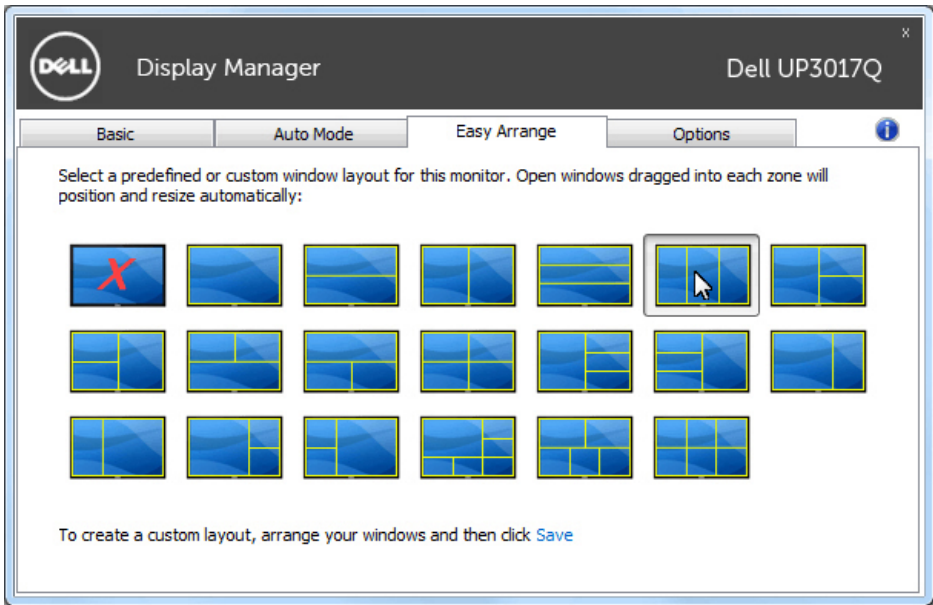 X
DELL
Display Manager
Dell UP3017Q
Basic
Auto Mode
Easy Arrange
Options
i
Select a predefined or custom window layout for this monitor. Open windows dragged into each zone will
position and resize automatically:
X
To create a custom layout, arrange your windows and then click Save